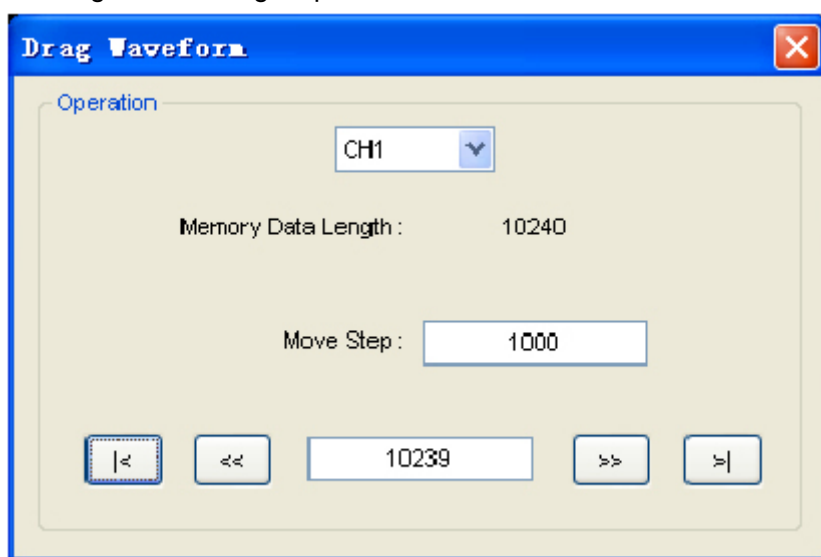 Drag Waveform
Operation
CH1
Memory Data Length : 10240
Move Step : 1000
|< << 10239 >> >|